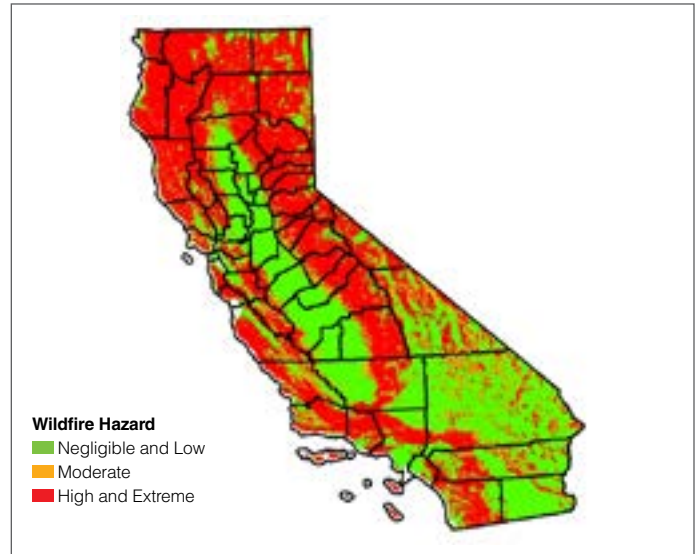 Wildfire Hazard
Negligible and Low
Moderate
High and Extreme